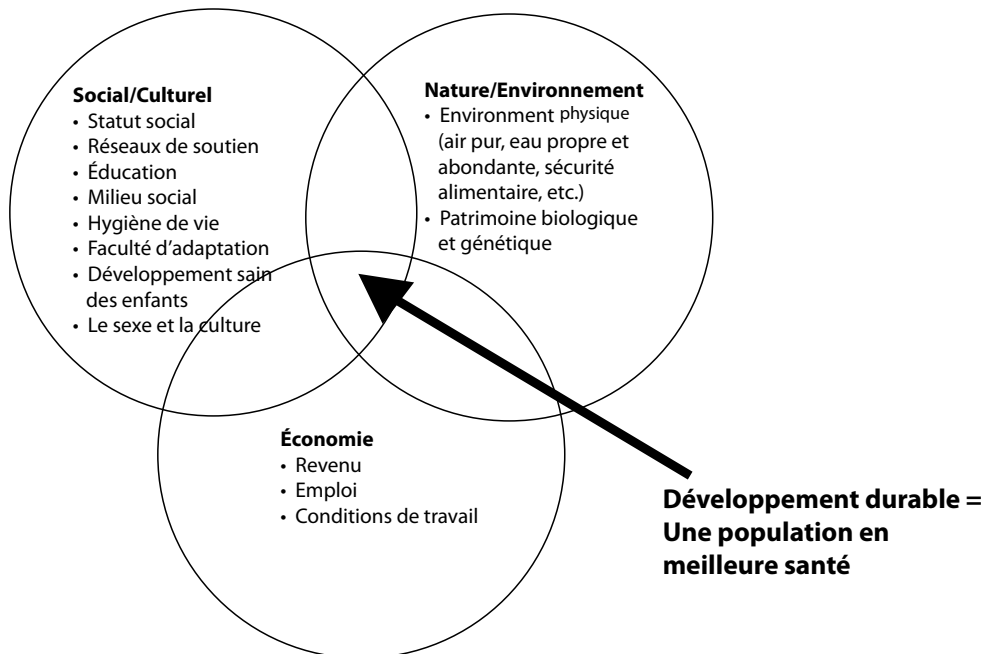 Social/Culturel
• Statut social
• Réseaux de soutien
• Éducation
• Milieu social
• Hygiène de vie
• Faculté d'adaptation
• Développement sain
des enfants
• Le sexe et la culture
Nature/Environnement
• Environment physique
(air pur, eau propre et
abondante, sécurité
alimentaire, etc.)
• Patrimoine biologique
et génétique
Économie
• Revenu
• Emploi
• Conditions de travail
Développement durable =
Une population en
meilleure santé